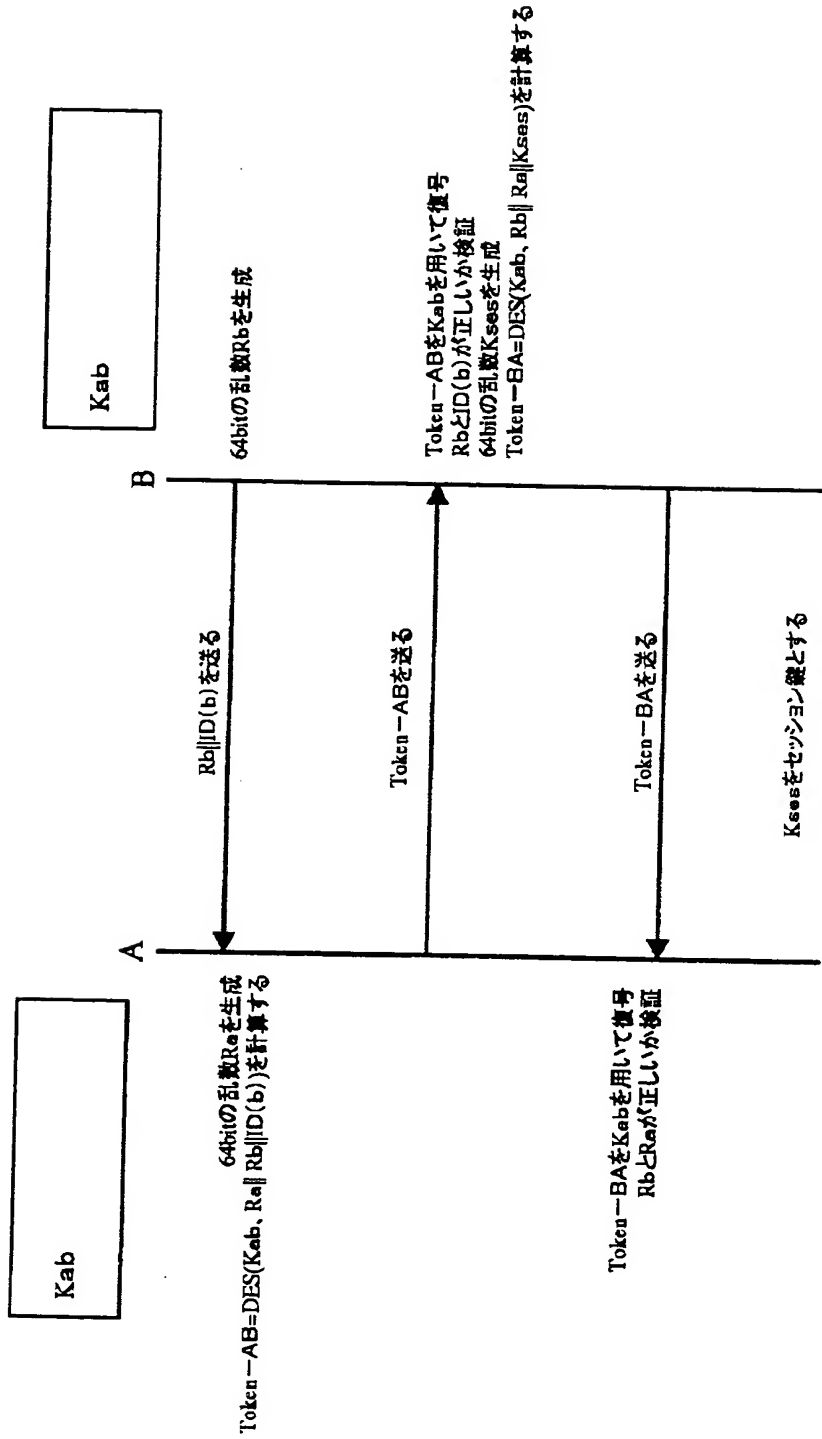 Kab
Kab
A
B
64bitの乱数Rbを生成
Rb||ID(b)を送る
64bitの乱数Raを生成
Token－AB=DES(Kab、Ra|| Rb||ID(b))を計算する
Token－ABを送る
Token－ABをKabを用いて復号
RbとID(b)が正しいか検証
64bitの乱数Ksesを生成
Token－BA=DES(Kab、Rb|| Ra||Kses)を計算する
Token－BAを送る
Token－BAをKabを用いて復号
RbとRaが正しいか検証
Ksesをセッション鍵とする